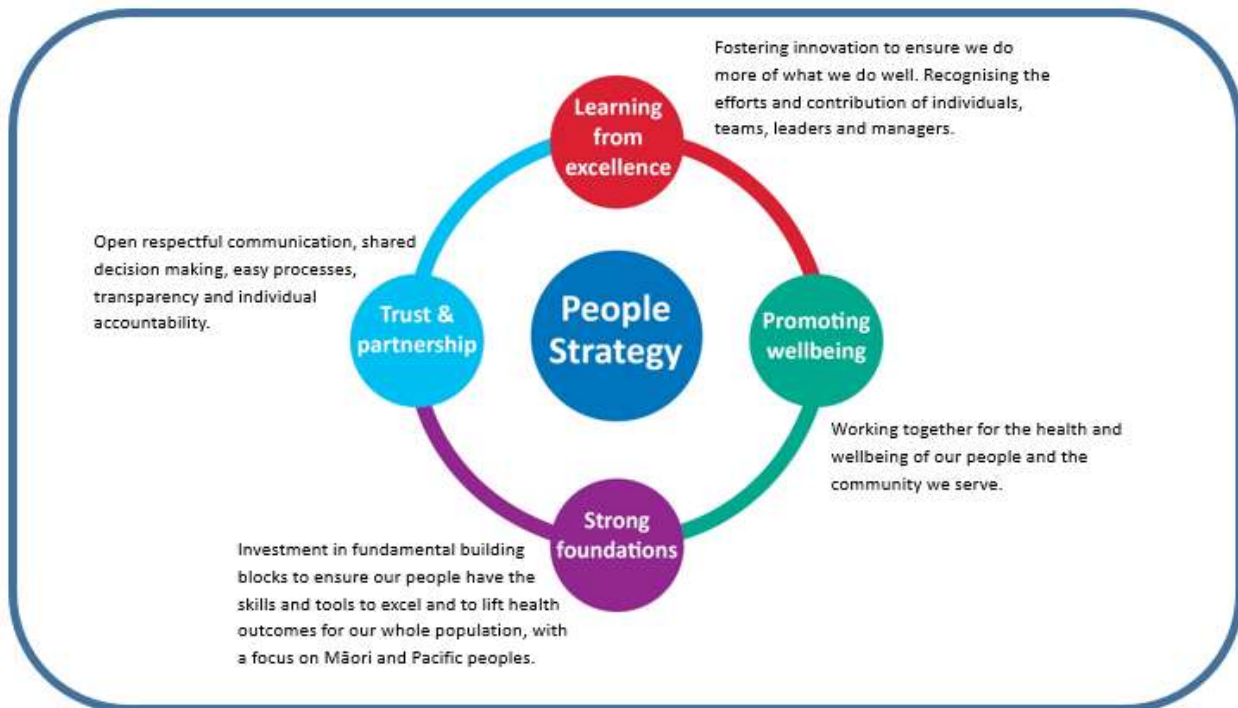 Fostering innovation to ensure we do
more of what we do well. Recognising the
efforts and contribution of individuals,
teams, leaders and managers.
Learning
from
excellence
Open respectful communication, shared
decision making, easy processes,
transparency and individual
accountability.
Trust &
partnership
People
Strategy
Promoting
wellbeing
Working together for the health and
wellbeing of our people and the
community we serve.
Strong
foundations
Investment in fundamental building
blocks to ensure our people have the
skills and tools to excel and to lift health
outcomes for our whole population, with
a focus on Māori and Pacific peoples.